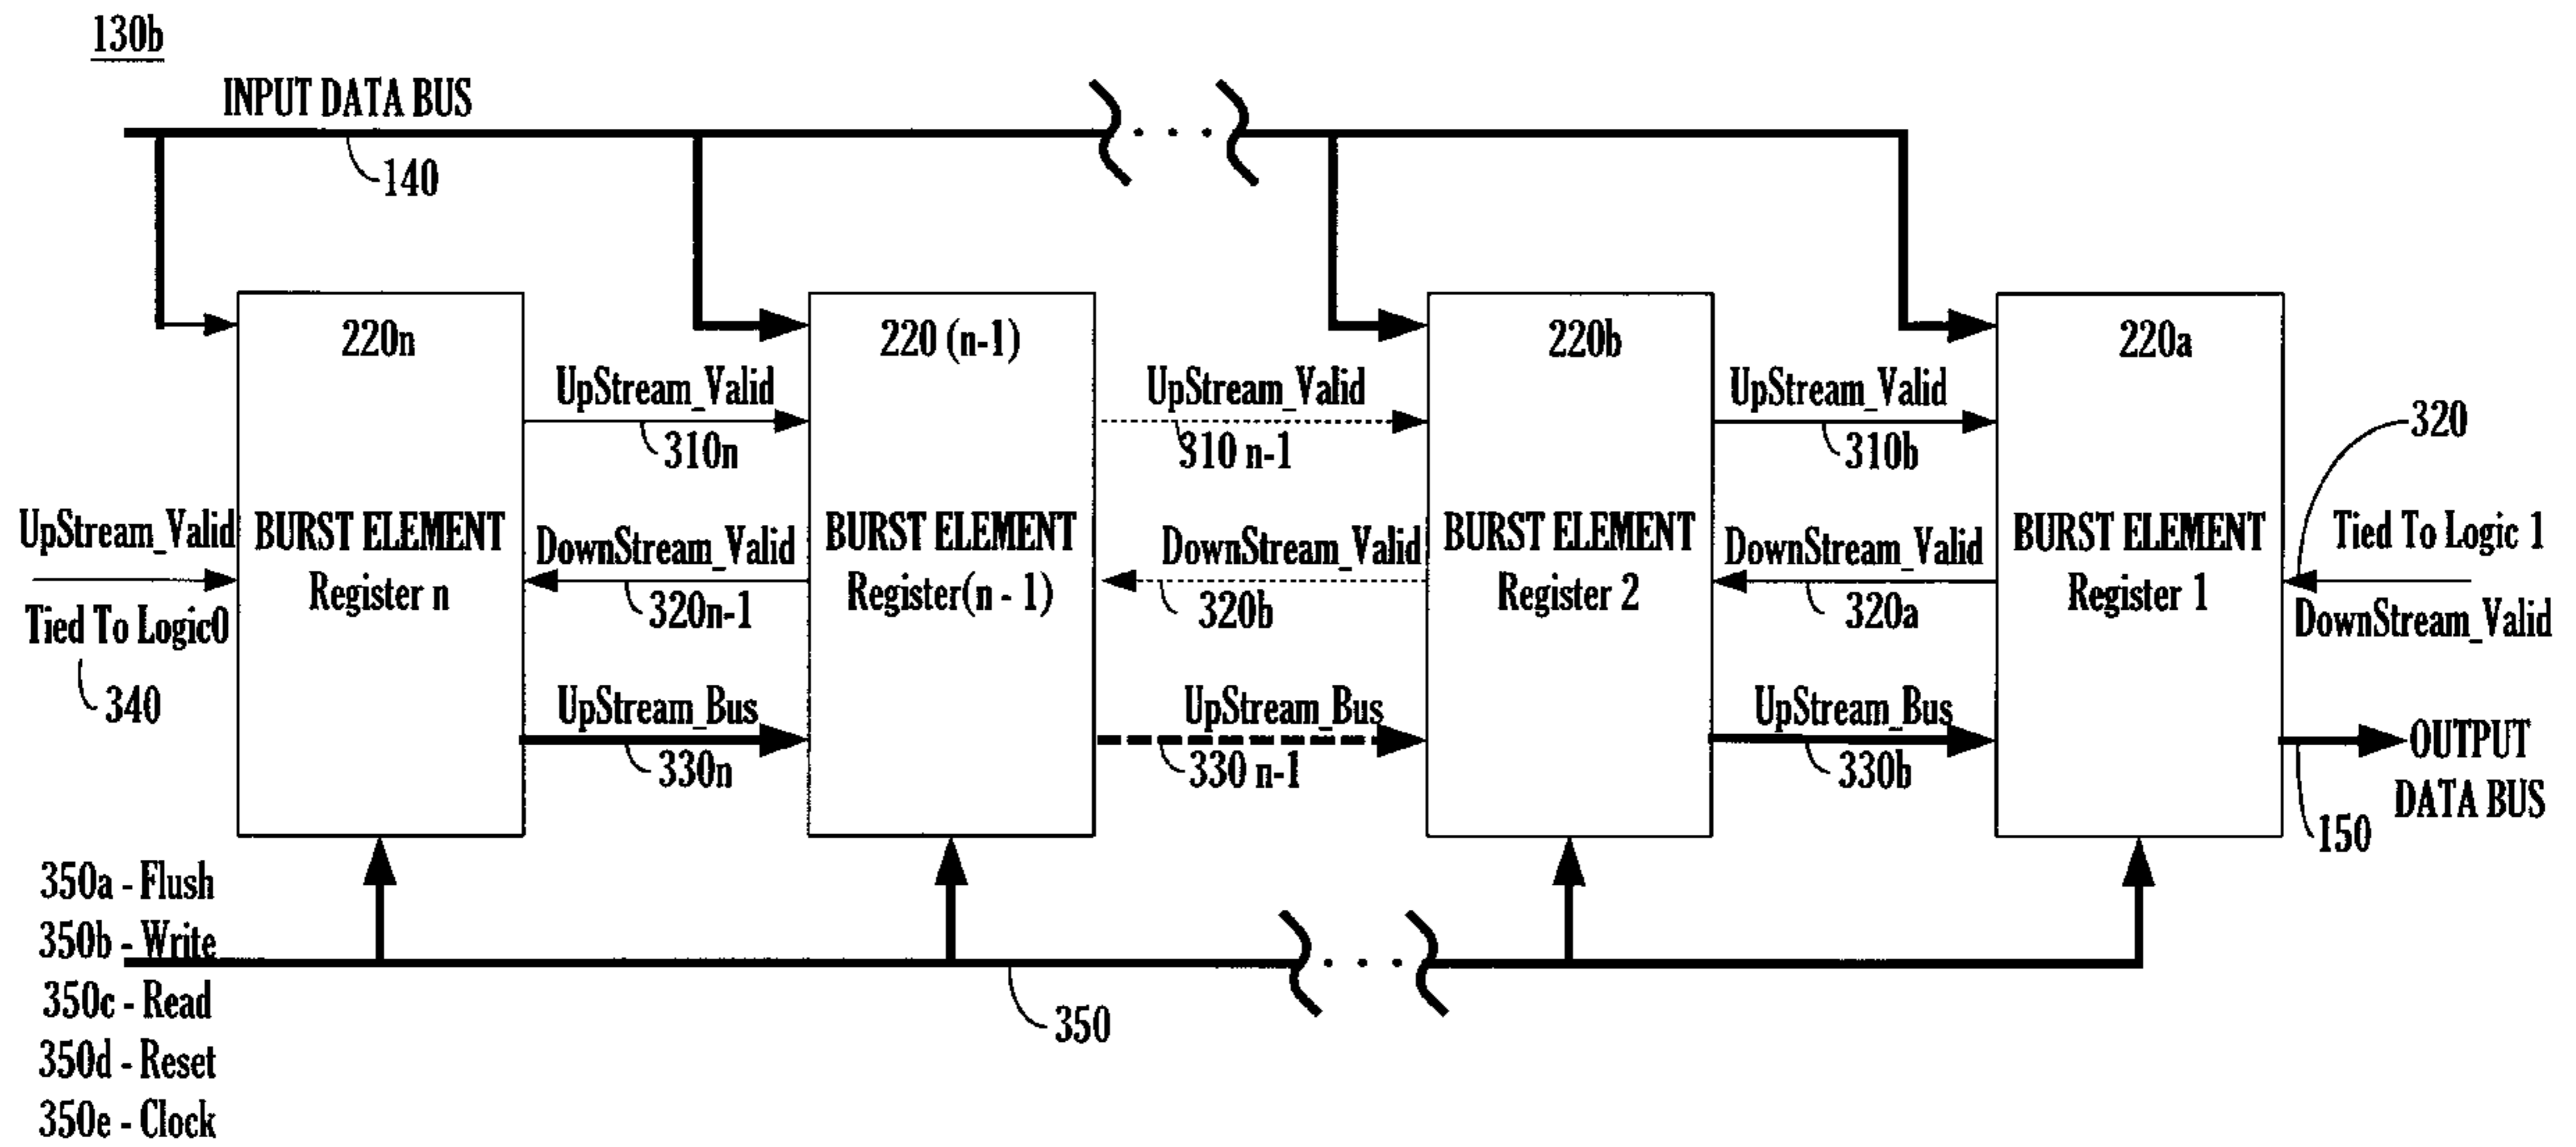 130b
INPUT DATA BUS
140
220n
220 (n-1)
220b
220a
UpStream_Valid
UpStream_Valid
UpStream_Valid
310n
310 n-1
310b
320
UpStream_Valid
BURST ELEMENT
Register n
DownStream_Valid
BURST ELEMENT
Register(n - 1)
DownStream_Valid
BURST ELEMENT
Register 2
DownStream_Valid
BURST ELEMENT
Register 1
Tied To Logic 1
Tied To Logic0
320n-1
320b
320a
DownStream_Valid
340
UpStream_Bus
UpStream_Bus
UpStream_Bus
330n
330 n-1
330b
OUTPUT
DATA BUS
150
350a - Flush
350b - Write
350c - Read
350d - Reset
350e - Clock
350